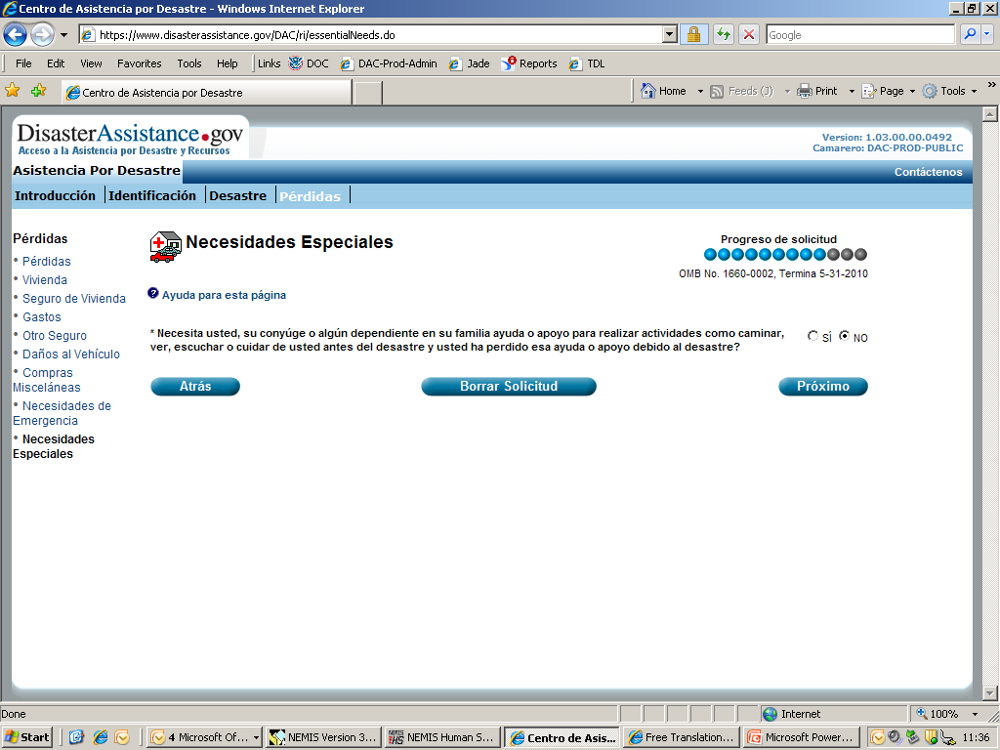 Centro de Asistencia por Desastre - Windows Internet Explorer
https://www.disasterassistance.gov/DAC/ri/essentialNeeds.do
Google
File Edit View Favorites Tools Help Links DOC DAC-Prod-Admin Jade Reports TDL
Centro de Asistencia por Desastre
Home Feeds (J) Print Page Tools »
DisasterAssistance.gov
Acceso a la Asistencia por Desastre y Recursos
Version: 1.03.00.00.0492
Camarero: DAC-PROD-PUBLIC
Asistencia Por Desastre
Contáctenos
Introducción Identificación Desastre Pérdidas
Pérdidas
• Pérdidas
• Vivienda
• Seguro de Vivienda
• Gastos
• Otro Seguro
• Daños al Vehículo
• Compras
Misceláneas
• Necesidades de
Emergencia
• Necesidades
Especiales
Necesidades Especiales
Progreso de solicitud
OMB No. 1660-0002, Termina 5-31-2010
? Ayuda para esta página
* Necesita usted, su conyúge o algún dependiente en su familia ayuda o apoyo para realizar actividades como caminar,
ver, escuchar o cuidar de usted antes del desastre y usted ha perdido esa ayuda o apoyo debido al desastre?
SÍ NO
Atrás Borrar Solicitud Próximo
Done
Internet
100%
Start
4 Microsoft Of...
NEMIS Version 3...
NEMIS Human S...
Centro de Asis...
Free Translation...
Microsoft Power...
11:36